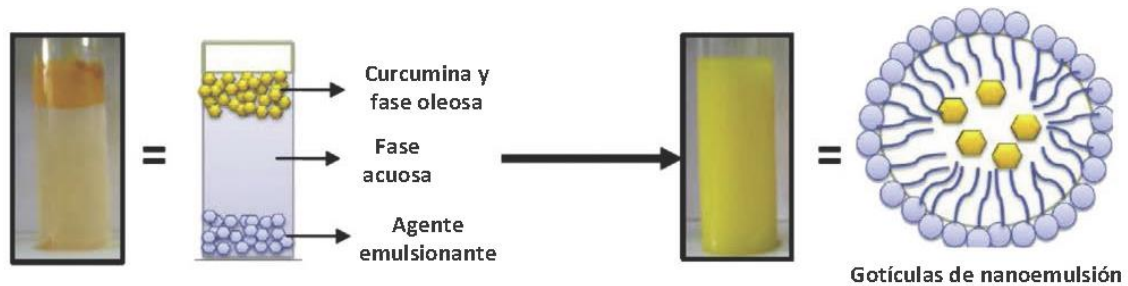 Curcumina y
fase oleosa
Fase
acuosa
Agente
emulsionante
=
=
Gotículas de nanoemulsión